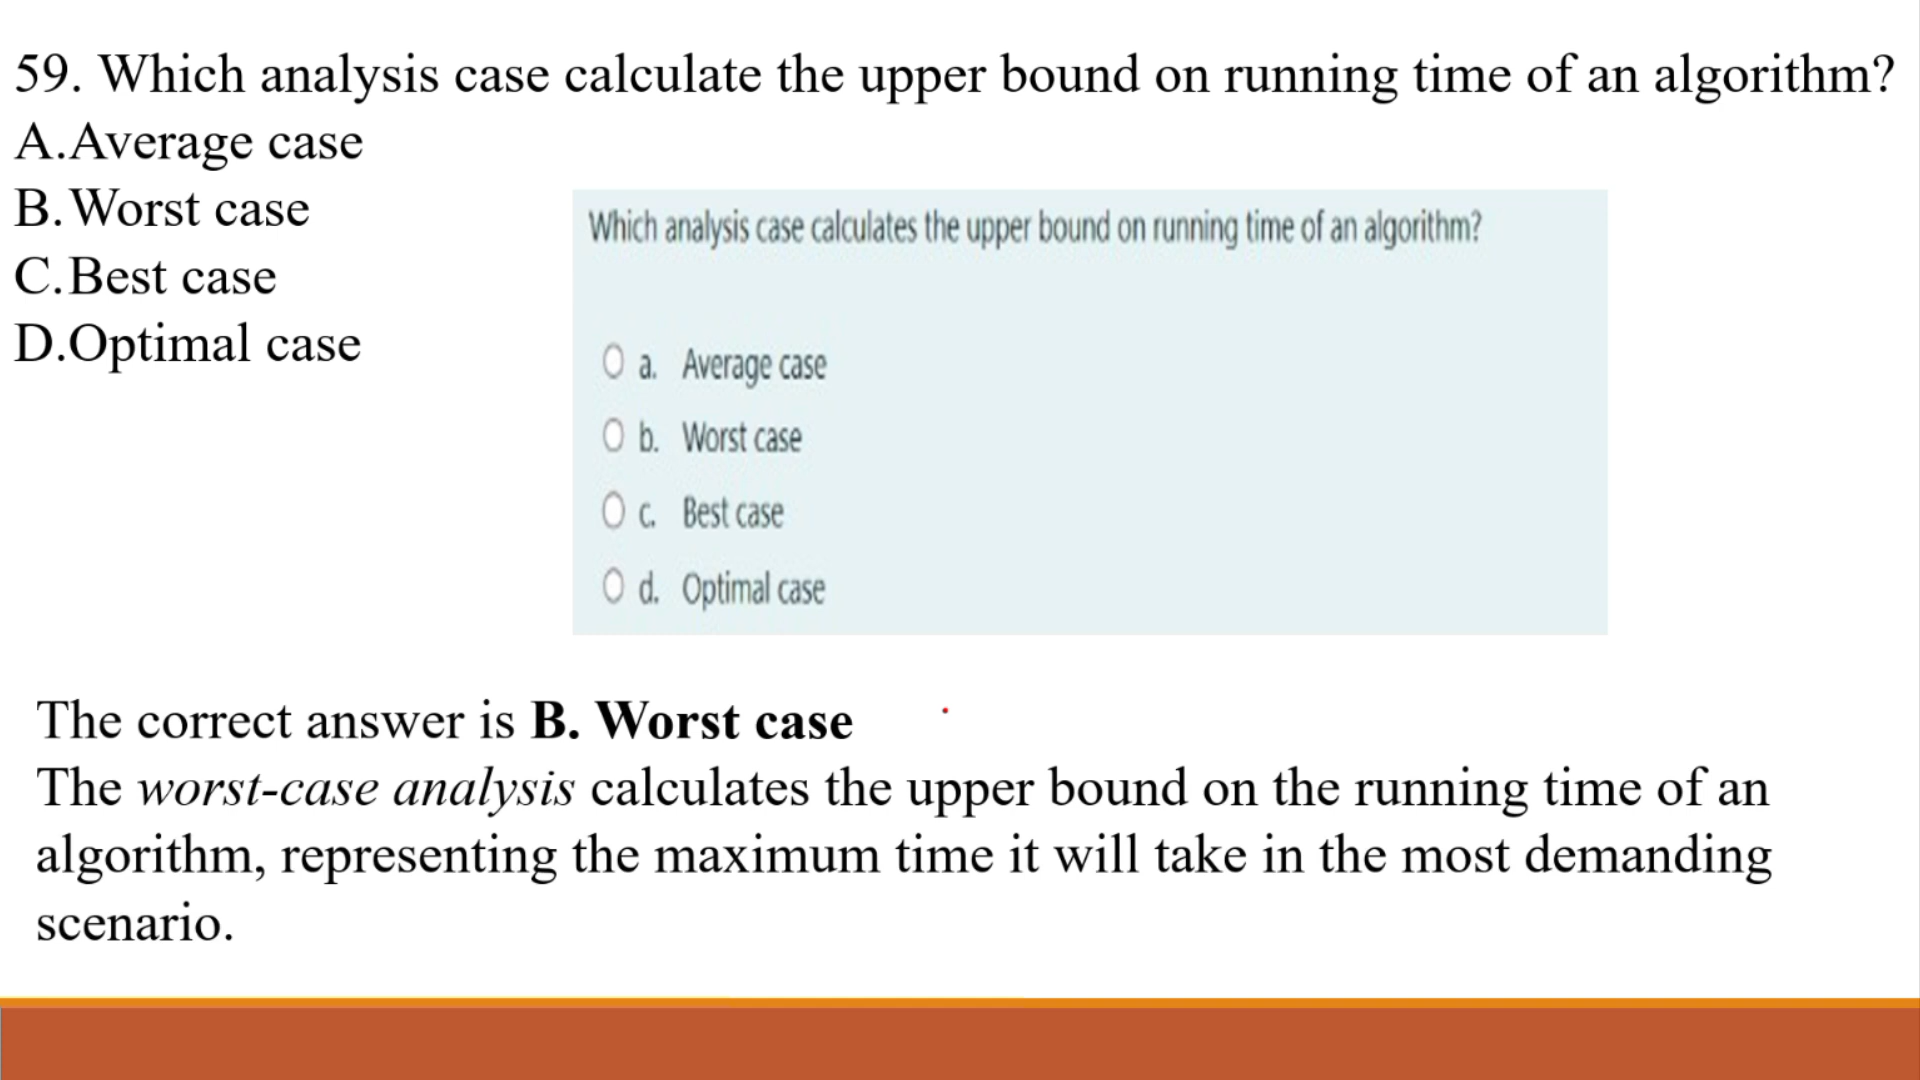 59. Which analysis case calculate the upper bound on running time of an algorithm?
A.Average case
B.Worst case
C.Best case
D.Optimal case
Which analysis case calculates the upper bound on running time of an algorithm?
a. Average case
b. Worst case
c. Best case
d. Optimal case
The correct answer is B. Worst case
The worst-case analysis calculates the upper bound on the running time of an
algorithm, representing the maximum time it will take in the most demanding
scenario.